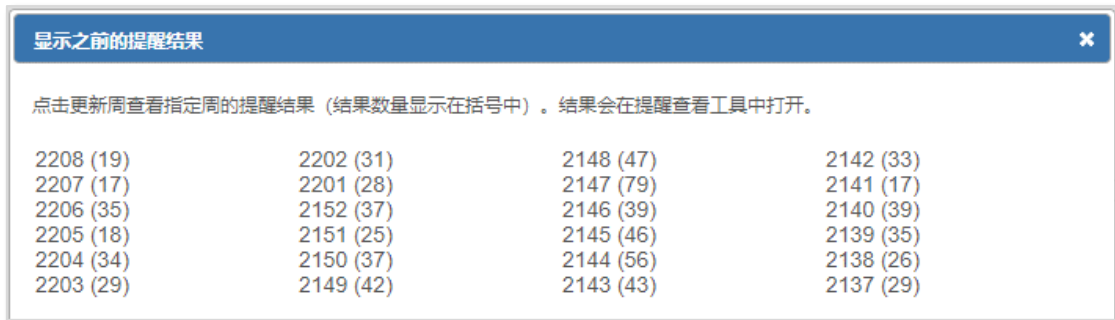 显示之前的提醒结果
点击更新周查看指定周的提醒结果（结果数量显示在括号中）。结果会在提醒查看工具中打开。
2208 (19) 2202 (31) 2148 (47) 2142 (33)
2207 (17) 2201 (28) 2147 (79) 2141 (17)
2206 (35) 2152 (37) 2146 (39) 2140 (39)
2205 (18) 2151 (25) 2145 (46) 2139 (35)
2204 (34) 2150 (37) 2144 (56) 2138 (26)
2203 (29) 2149 (42) 2143 (43) 2137 (29)